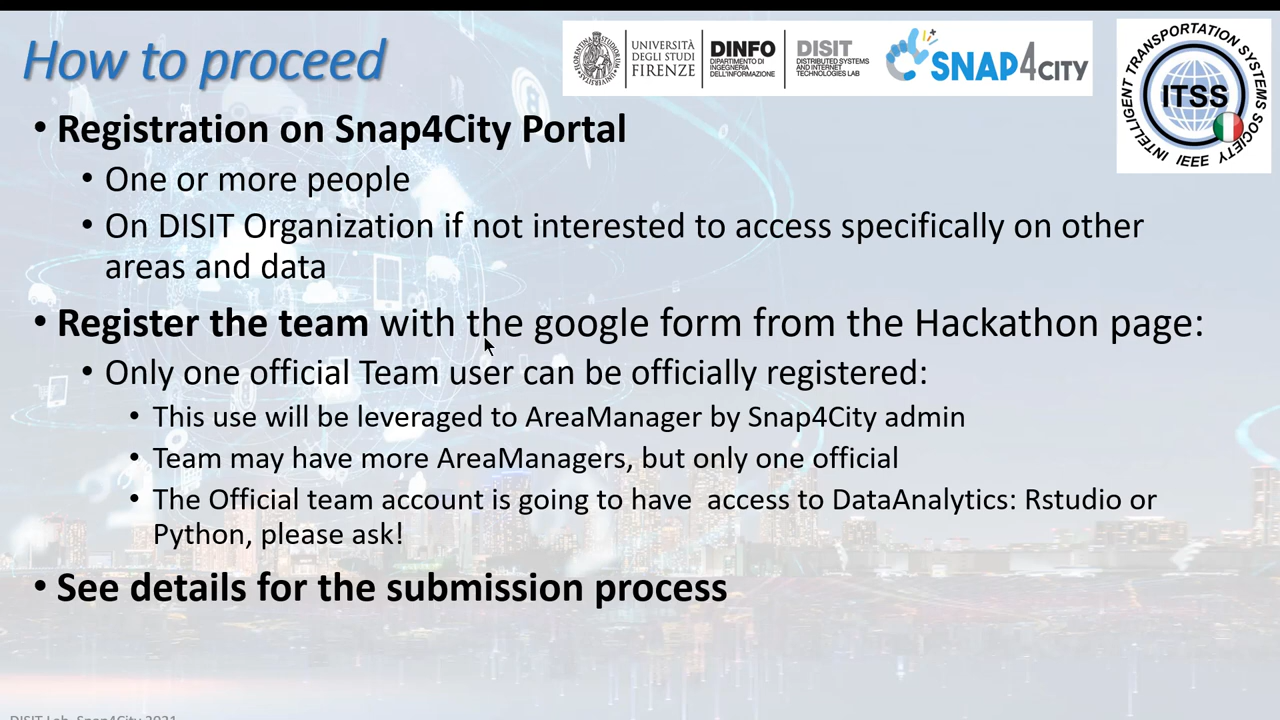 How to proceed
UNIVERSITÀ
DEGLI STUDI
FIRENZE
DINFO
DIPARTIMENTO DI
INGEGNERIA
DELL'INFORMAZIONE
DISIT
DISTRIBUTED SYSTEMS
AND INTERNET
TECHNOLOGIES LAB
SNAP4CITY
INTELLIGENT TRANSPORTATION SYSTEMS SOCIETY
ITSS
IEEE
• Registration on Snap4City Portal
• One or more people
• On DISIT Organization if not interested to access specifically on other
areas and data
• Register the team with the google form from the Hackathon page:
• Only one official Team user can be officially registered:
• This use will be leveraged to AreaManager by Snap4City admin
• Team may have more AreaManagers, but only one official
• The Official team account is going to have  access to DataAnalytics: Rstudio or
Python, please ask!
• See details for the submission process
DISIT Lab, Snap4City 2021